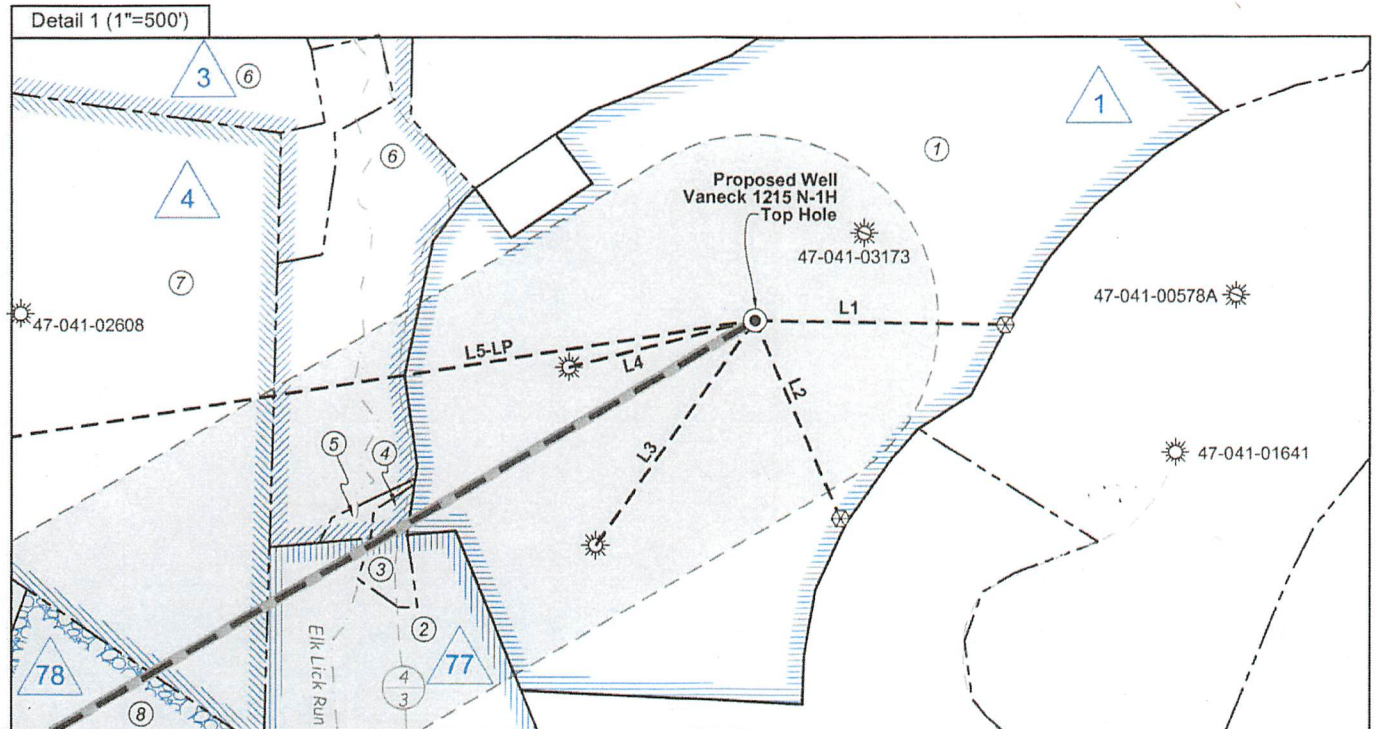 Detail 1 (1"=500')
3
6
1
6
1
4
Proposed Well
Vaneck 1215 N-1H
Top Hole
47-041-03173
7
47-041-00578A
47-041-02608
L1
L5-LP
L4
L2
L3
5
4
47-041-01641
3
2
Elk Lick Run
77
78
4
3
8